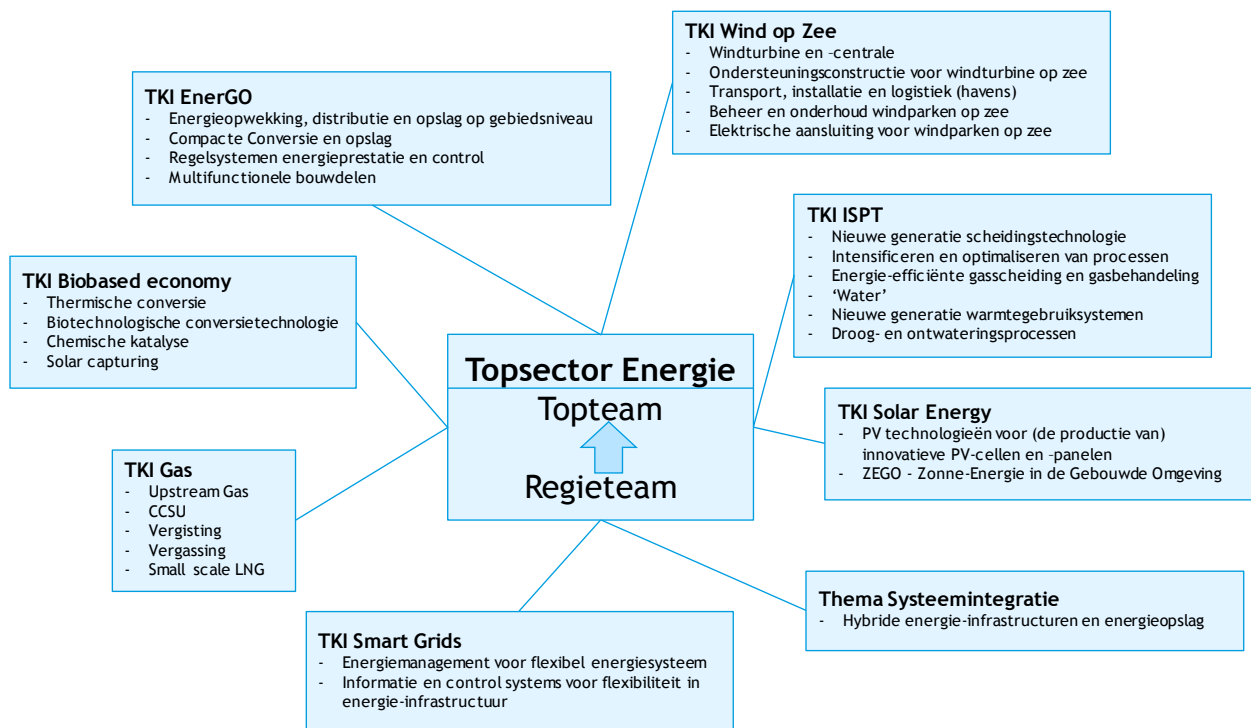 TKI Wind op Zee
- Windturbine en –centrale
- Ondersteuningsconstructie voor windturbine op zee
- Transport, installatie en logistiek (havens)
- Beheer en onderhoud windparken op zee
- Elektrische aansluiting voor windparken op zee
TKI EnerGO
- Energieopwekking, distributie en opslag op gebiedsniveau
- Compacte Conversie en opslag
- Regelsystemen energieprestatie en control
- Multifunctionele bouwdelen
TKI ISPT
- Nieuwe generatie scheidingstechnologie
- Intensificeren en optimaliseren van processen
- Energie-efficiënte gasscheiding en gasbehandeling
- ‘Water’
- Nieuwe generatie warmtegebruiksystemen
- Droog- en ontwateringsprocessen
TKI Biobased economy
- Thermische conversie
- Biotechnologische conversietechnologie
- Chemische katalyse
- Solar capturing
Topsector Energie
Topteam
Regieteam
TKI Solar Energy
- PV technologieën voor (de productie van)
innovatieve PV-cellen en –panelen
- ZEGO - Zonne-Energie in de Gebouwde Omgeving
TKI Gas
- Upstream Gas
- CCSU
- Vergisting
- Vergassing
- Small scale LNG
Thema Systeemintegratie
- Hybride energie-infrastructuren en energieopslag
TKI Smart Grids
- Energiemanagement voor flexibel energiesysteem
- Informatie en control systems voor flexibiliteit in
energie-infrastructuur